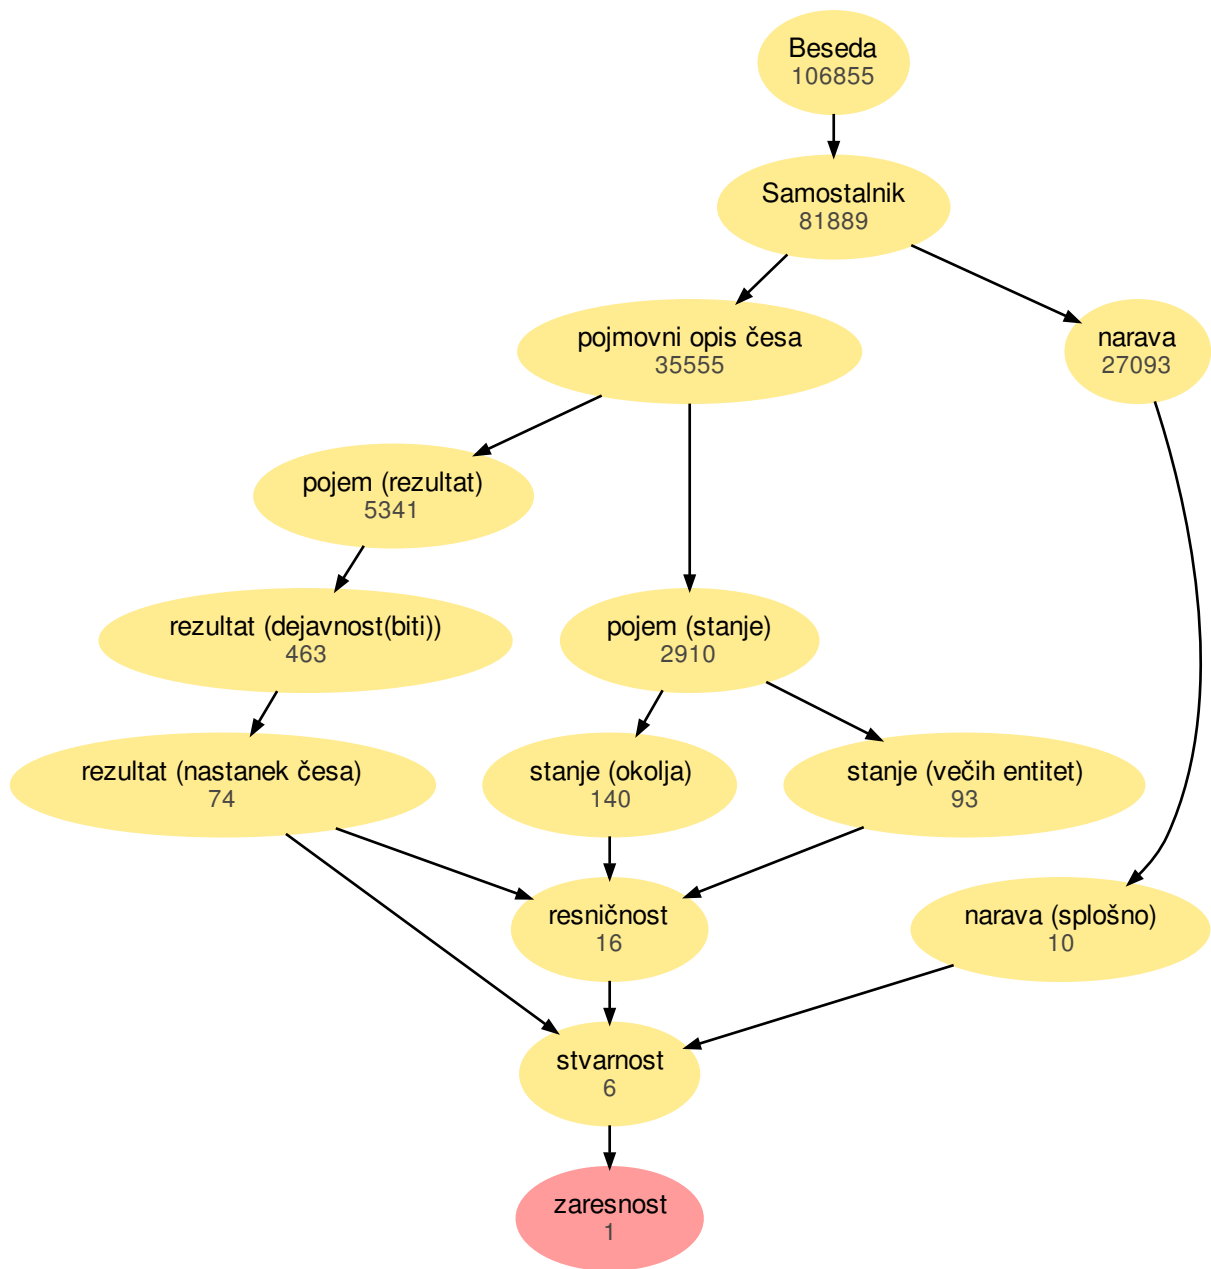 Beseda
106855
Samostalnik
81889
pojmovni opis česa
35555
narava
27093
pojem (rezultat)
5341
rezultat (dejavnost(biti))
463
pojem (stanje)
2910
rezultat (nastanek česa)
74
stanje (okolja)
140
stanje (večih entitet)
93
resničnost
16
narava (splošno)
10
stvarnost
6
zaresnost
1